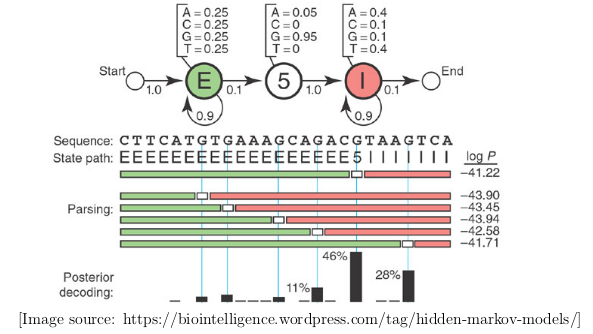 A = 0.25
C = 0.25
G = 0.25
T = 0.25
A = 0.05
C = 0
G = 0.95
T = 0
A = 0.4
C = 0.1
G = 0.1
T = 0.4
Start
E
5
I
End
1.0
0.1
1.0
0.1
0.9
0.9
Sequence: C T T C A T G T G A A A G C A G A C G T A A G T C A
State path: E E E E E E E E E E E E E E E E E E 5 I I I I I I I
log P
-41.22
Parsing:
-43.90
-43.45
-43.94
-42.58
-41.71
Posterior
decoding:
11%
46%
28%
[Image source: https://biointelligence.wordpress.com/tag/hidden-markov-models/]